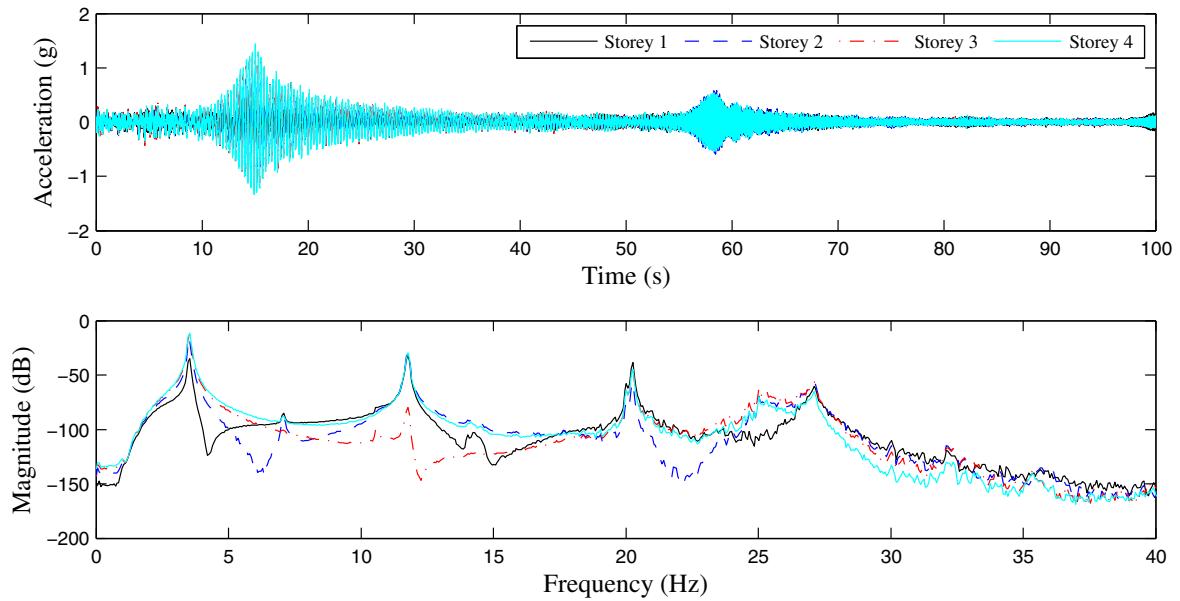 2
1
0
−1
−2
Acceleration (g)
Storey 1 Storey 2 Storey 3 Storey 4
0 10 20 30 40 50 60 70 80 90 100
Time (s)
0
−50
−100
−150
−200
Magnitude (dB)
0 5 10 15 20 25 30 35 40
Frequency (Hz)